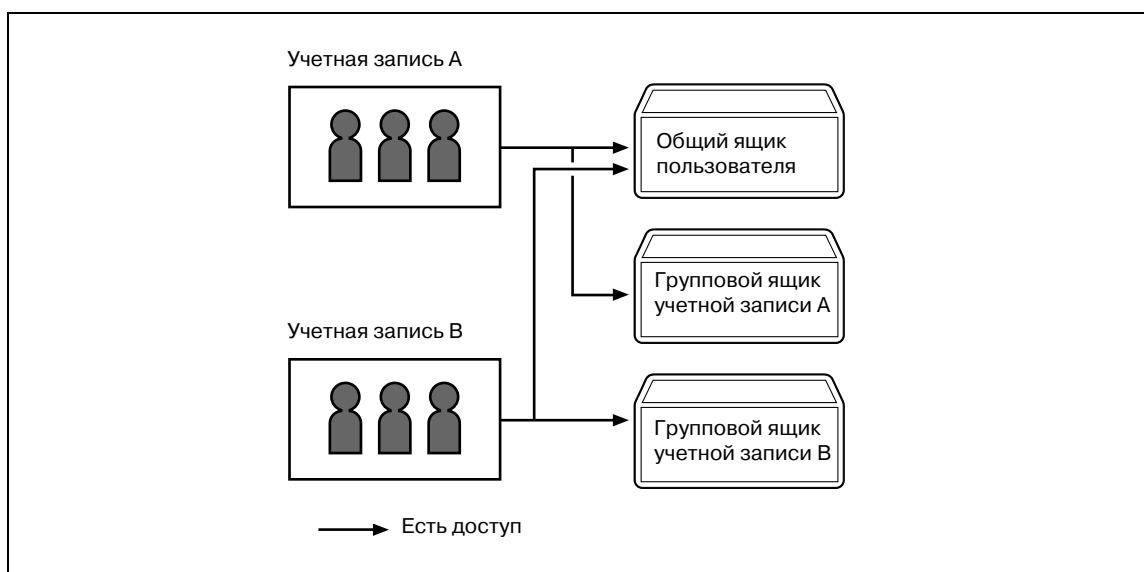 Учетная запись A
Общий ящик
пользователя
Групповой ящик
учетной записи A
Учетная запись B
Групповой ящик
учетной записи B
Есть доступ